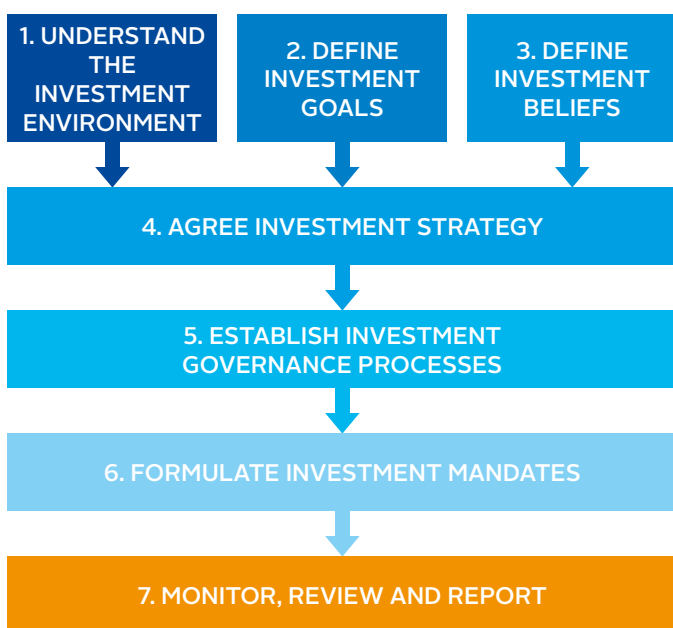 1. UNDERSTAND
THE
INVESTMENT
ENVIRONMENT
2. DEFINE
INVESTMENT
GOALS
3. DEFINE
INVESTMENT
BELIEFS
4. AGREE INVESTMENT STRATEGY
5. ESTABLISH INVESTMENT
GOVERNANCE PROCESSES
6. FORMULATE INVESTMENT MANDATES
7. MONITOR, REVIEW AND REPORT